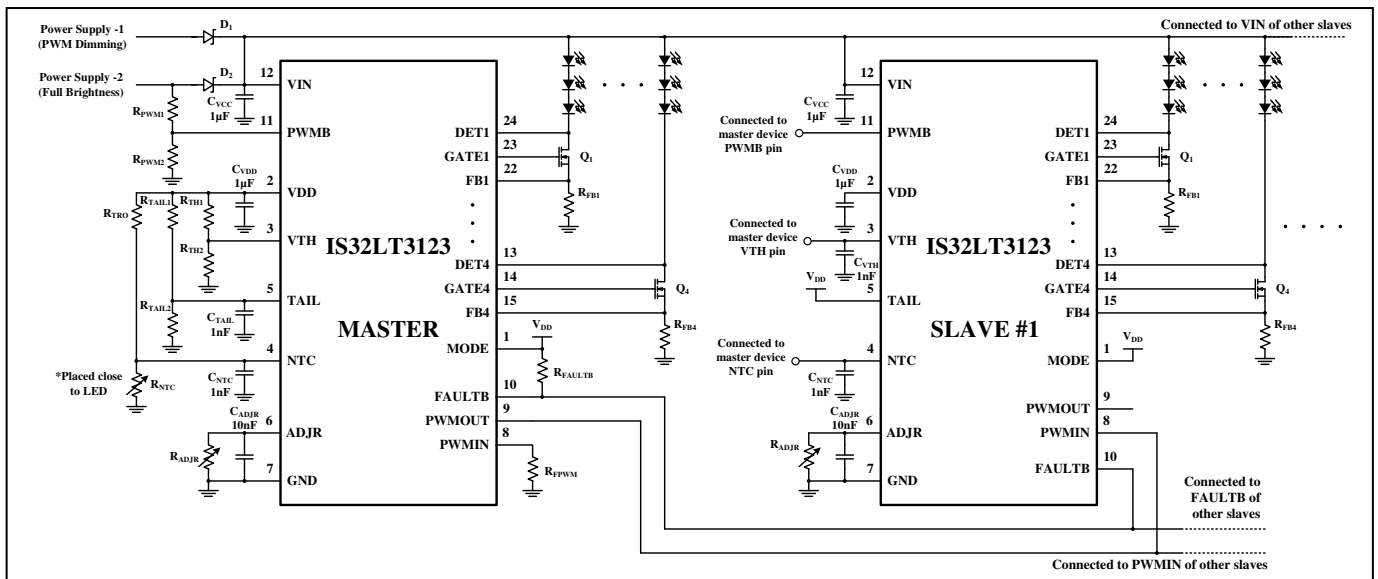 Power Supply -1
(PWM Dimming)
D1
Connected to VIN of other slaves
Power Supply -2
(Full Brightness)
D2
RPWM1
RPWM2
CVCC
1µF
12
VIN
11
PWMB
CVDD
1µF
2
VDD
RTRO
RTAIL1
RTH1
3
VTH
RTH2
IS32LT3123
5
TAIL
RTAIL2
CTAIL
1nF
MASTER
4
NTC
*Placed close
to LED
RNTC
CNTC
1nF
CADJR
10nF
6
ADJR
RADJR
7
GND
24
DET1
23
GATE1
Q1
22
FB1
RFB1
13
DET4
14
GATE4
Q4
15
FB4
RFB4
VDD
1
MODE
RFAULTB
10
FAULTB
9
PWMOUT
8
PWMIN
RFPWM
12
VIN
CVCC
1µF
Connected to
master device
PWMB pin
11
PWMB
CVDD
1µF
2
VDD
Connected to
master device
VTH pin
3
VTH
IS32LT3123
CVTH
1nF
VDD
5
TAIL
SLAVE #1
Connected to
master device
NTC pin
4
NTC
CNTC
1nF
CADJR
10nF
6
ADJR
RADJR
7
GND
24
DET1
23
GATE1
Q1
22
FB1
RFB1
13
DET4
14
GATE4
Q4
15
FB4
RFB4
VDD
1
MODE
9
PWMOUT
8
PWMIN
10
FAULTB
Connected to
FAULTB of
other slaves
Connected to PWMIN of other slaves